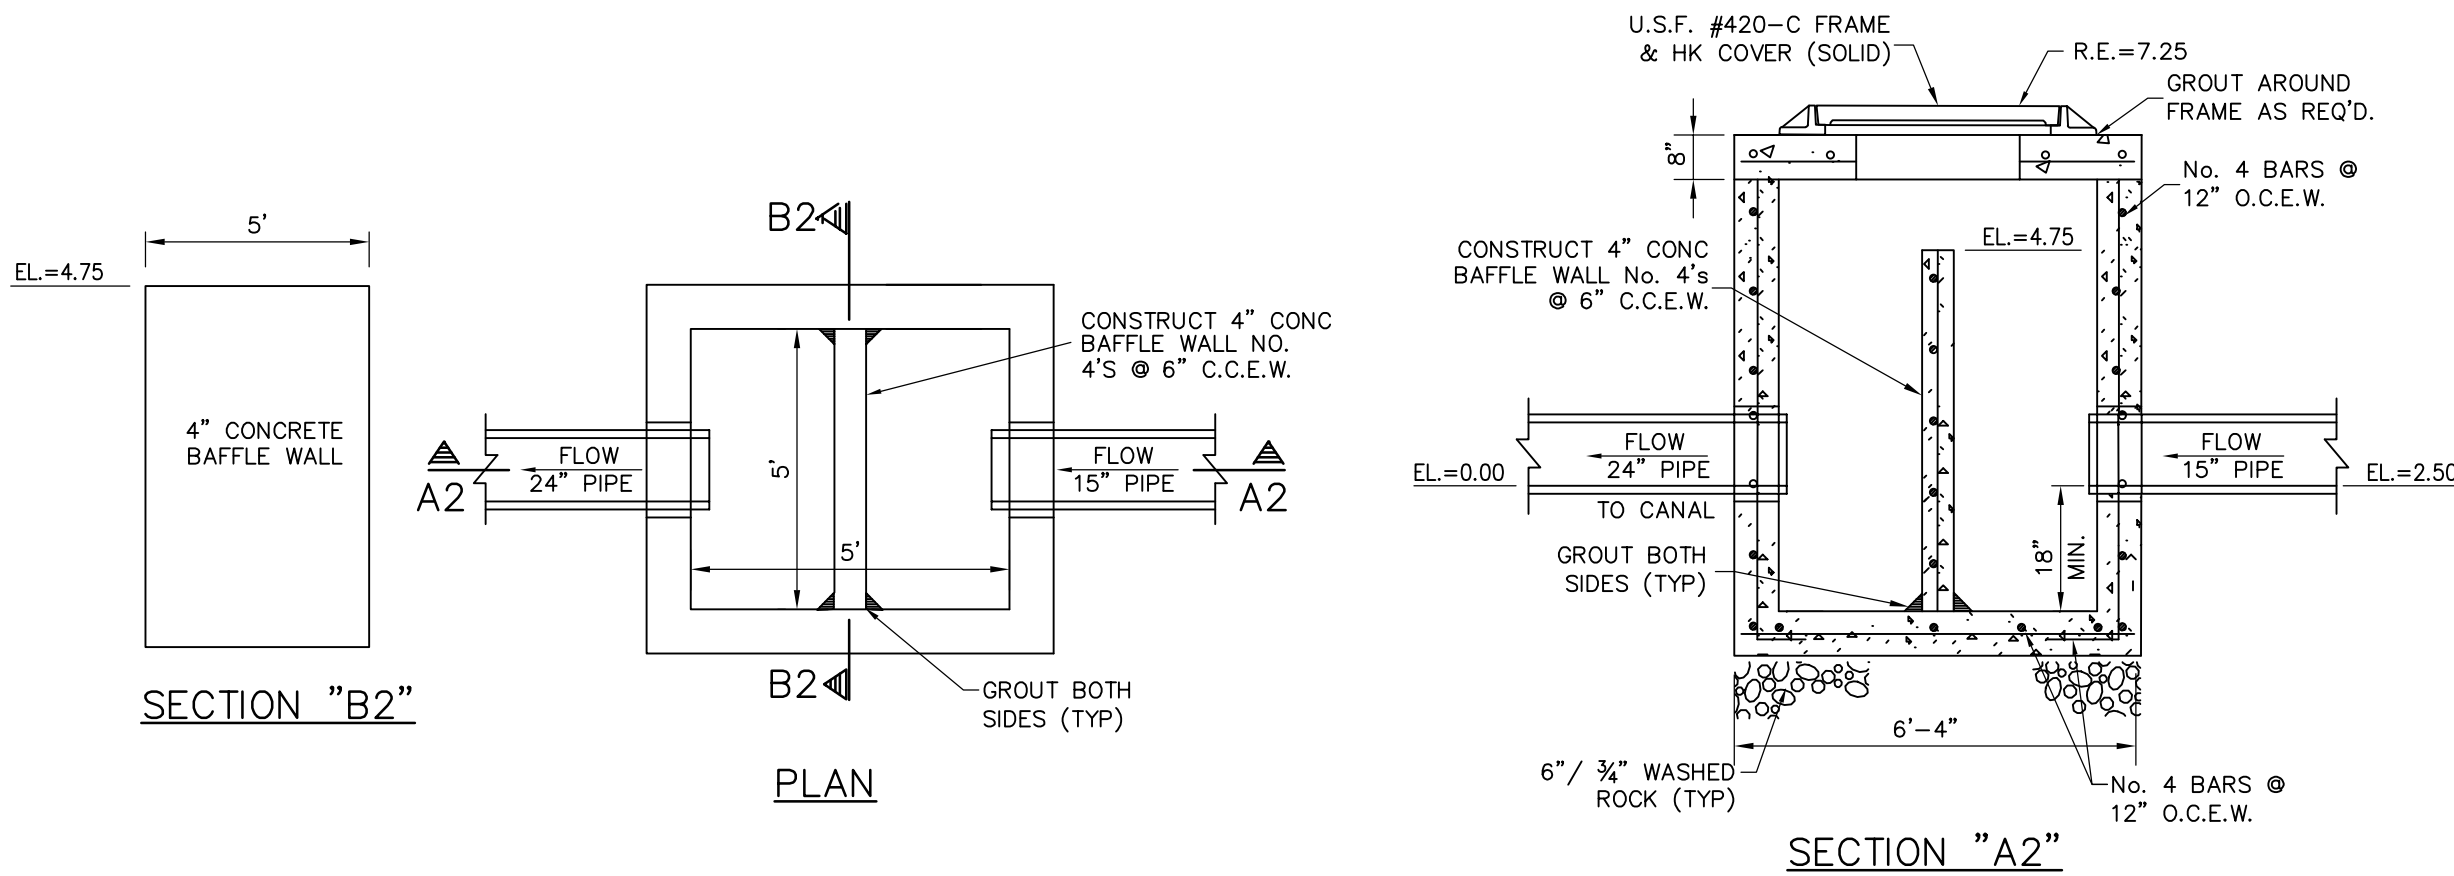 5'
EL.=4.75
4" CONCRETE
BAFFLE WALL
SECTION "B2"
B2
CONSTRUCT 4" CONC
BAFFLE WALL NO.
4'S @ 6" C.C.E.W.
A2
FLOW
24" PIPE
5'
FLOW
15" PIPE
A2
5'
B2
GROUT BOTH
SIDES (TYP)
PLAN
U.S.F. #420-C FRAME
& HK COVER (SOLID)
R.E.=7.25
GROUT AROUND
FRAME AS REQ'D.
8"
No. 4 BARS @
12" O.C.E.W.
CONSTRUCT 4" CONC
BAFFLE WALL No. 4's
@ 6" C.C.E.W.
EL.=4.75
EL.=0.00
FLOW
24" PIPE
TO CANAL
FLOW
15" PIPE
EL.=2.50
GROUT BOTH
SIDES (TYP)
18"
MIN.
6'-4"
6"/ ¾" WASHED
ROCK (TYP)
No. 4 BARS @
12" O.C.E.W.
SECTION "A2"